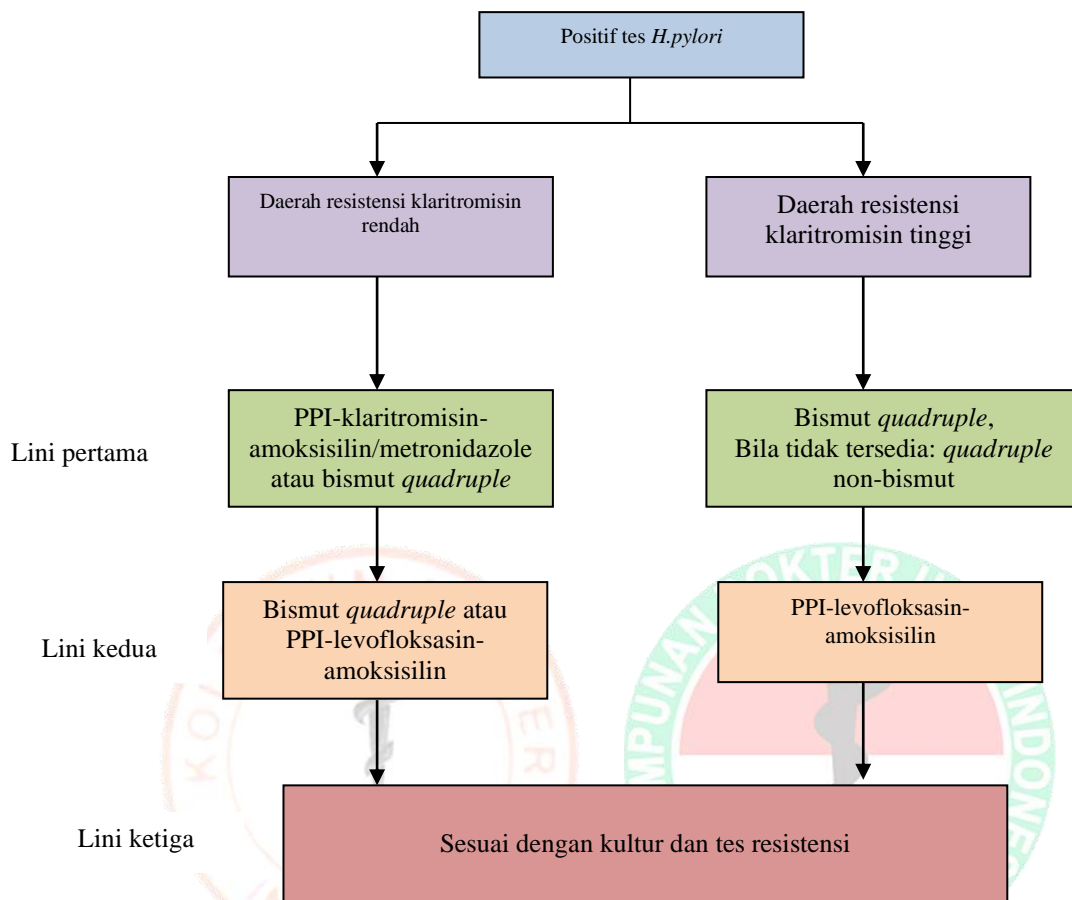 Positif tes H.pylori
Daerah resistensi klaritromisin
rendah
Daerah resistensi
klaritromisin tinggi
Lini pertama
PPI-klaritromisin-
amoksisilin/metronidazole
atau bismut quadruple
Bismut quadruple,
Bila tidak tersedia: quadruple
non-bismut
Lini kedua
Bismut quadruple atau
PPI-levofloksasin-
amoksisilin
PPI-levofloksasin-
amoksisilin
Lini ketiga
Sesuai dengan kultur dan tes resistensi